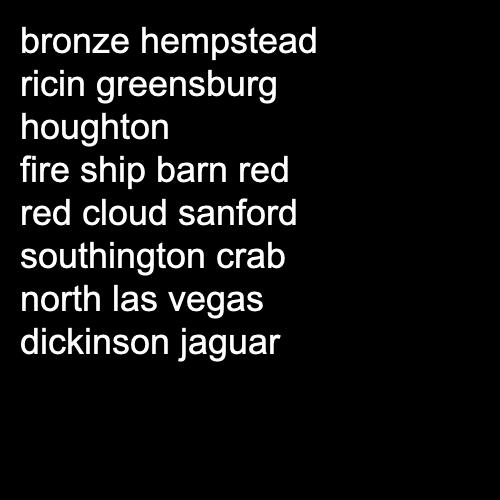 bronze hempstead
ricin greensburg
houghton
fire ship barn red
red cloud sanford
southington crab
north las vegas
dickinson jaguar